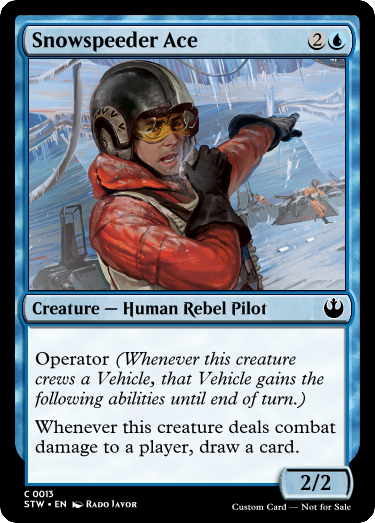 Snowspeeder Ace 2
Creature — Human Rebel Pilot
Operator (Whenever this creature
crews a Vehicle, that Vehicle gains the
following abilities until end of turn.)
Whenever this creature deals combat
damage to a player, draw a card.
2/2
C 0013
STW • EN Rado Javor
Custom Card — Not for Sale